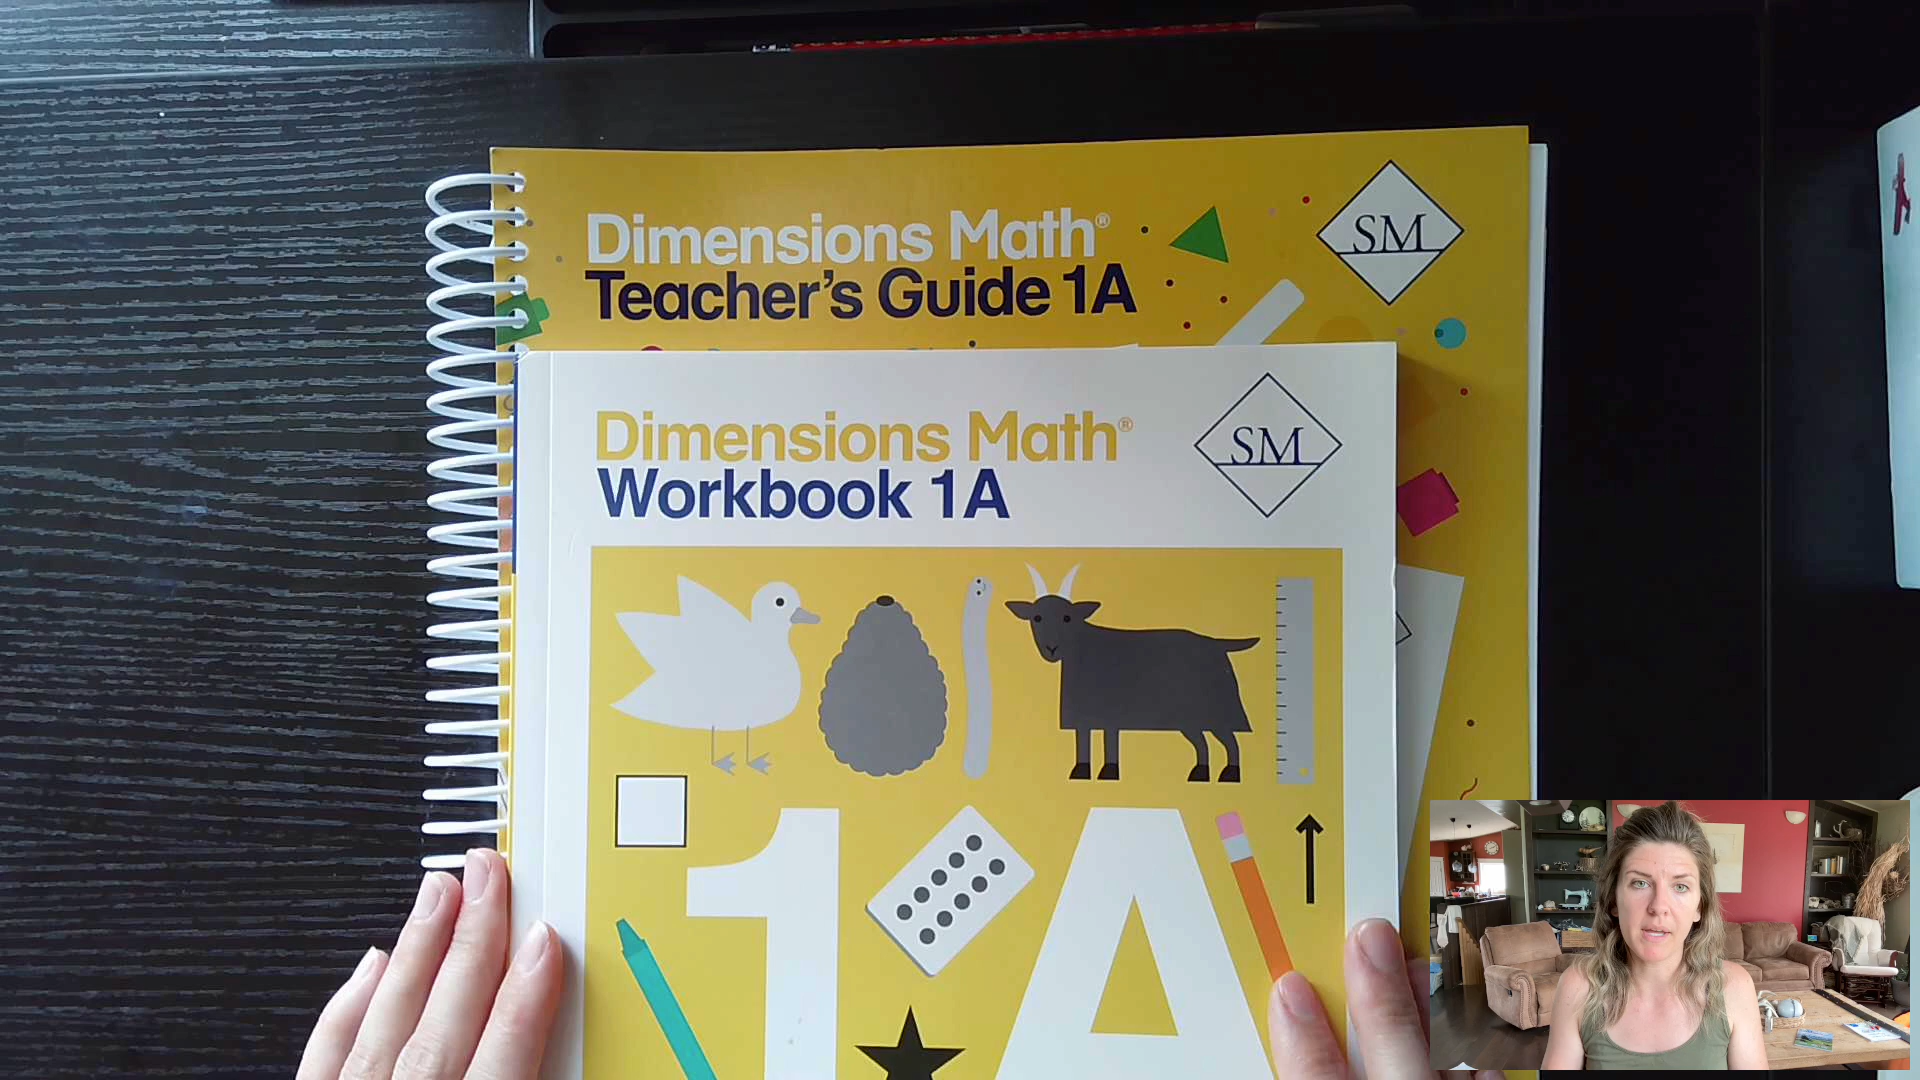 Dimensions Math®
Teacher's Guide 1A
SM
Dimensions Math®
Workbook 1A
SM
1A